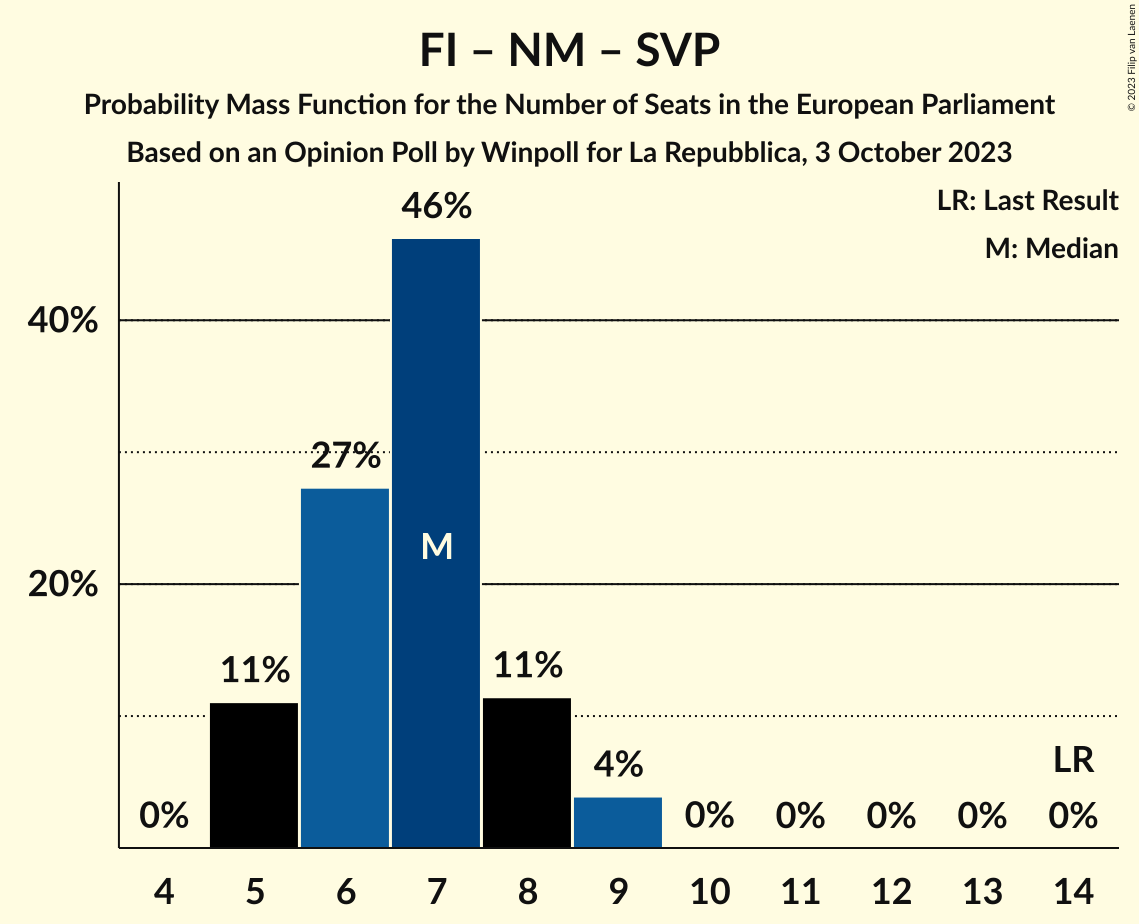 FI – NM – SVP
Probability Mass Function for the Number of Seats in the European Parliament
Based on an Opinion Poll by Winpoll for La Repubblica, 3 October 2023
© 2023 Filip van Laenen
LR: Last Result
M: Median
46%
40%
27%
M
20%
11%
11%
4%
LR
0%
0%
0%
0%
0%
0%
4 5 6 7 8 9 10 11 12 13 14